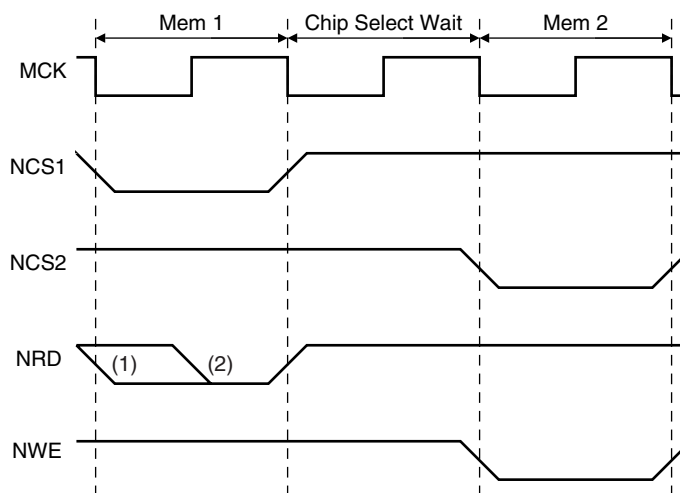 Mem 1 Chip Select Wait Mem 2
MCK
NCS1
NCS2
NRD (1) (2)
NWE